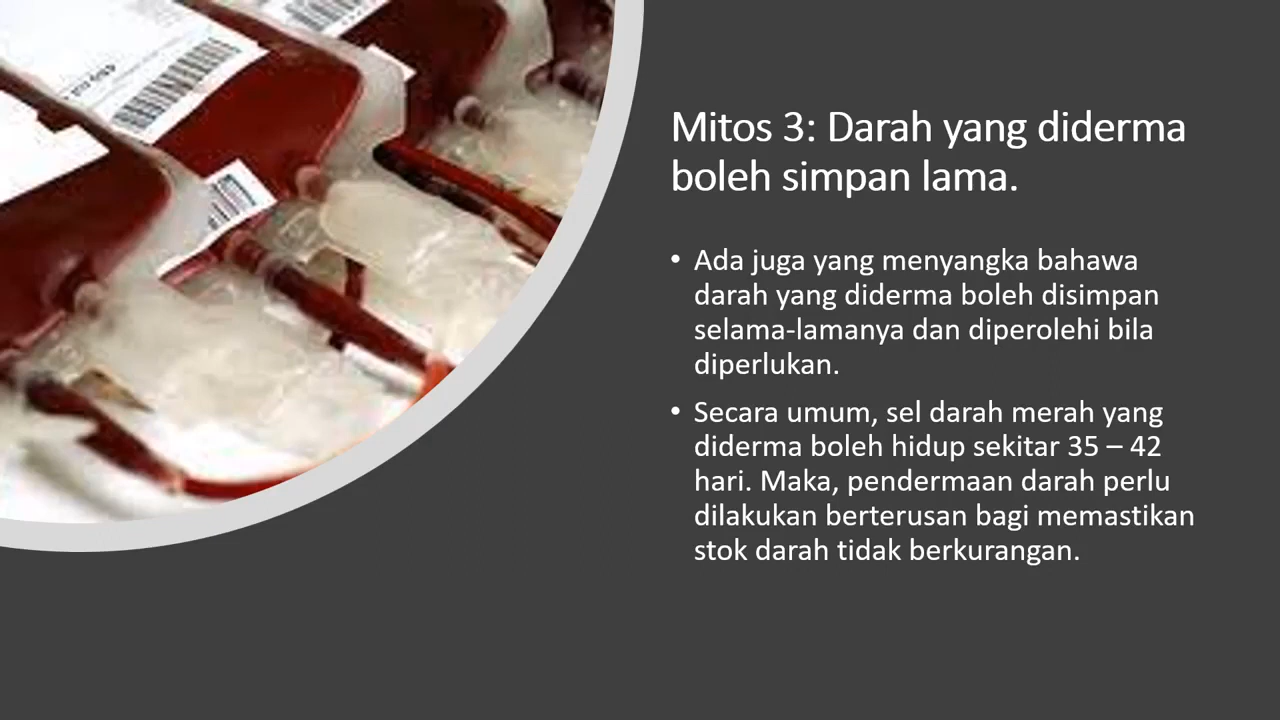 Mitos 3: Darah yang diderma
boleh simpan lama.
• Ada juga yang menyangka bahawa
darah yang diderma boleh disimpan
selama-lamanya dan diperolehi bila
diperlukan.
• Secara umum, sel darah merah yang
diderma boleh hidup sekitar 35 – 42
hari. Maka, pendermaan darah perlu
dilakukan berterusan bagi memastikan
stok darah tidak berkurangan.